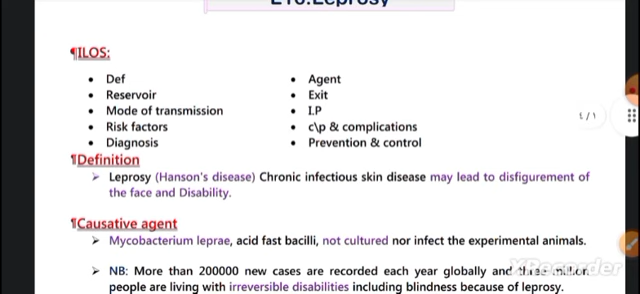 L10:Leprosy
¶ILOS:
• Def
• Reservoir
• Mode of transmission
• Risk factors
• Diagnosis
• Agent
• Exit
• I.P
• c\p & complications
• Prevention & control
١/١
¶Definition
➢ Leprosy (Hanson's disease) Chronic infectious skin disease may lead to disfigurement of
the face and Disability.
¶Causative agent
➢ Mycobacterium leprae, acid fast bacilli, not cultured nor infect the experimental animals.
➢ NB: More than 200000 new cases are recorded each year globally and three million
people are living with irreversible disabilities including blindness because of leprosy.
XRecorder